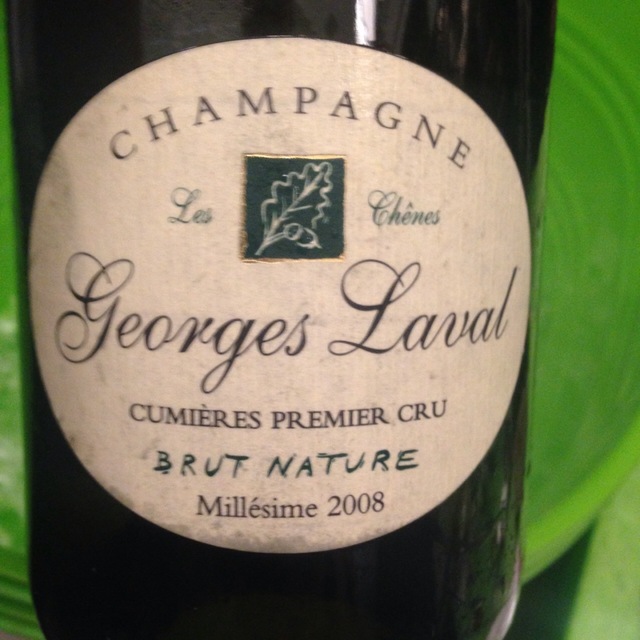 CHAMPAGNE
Les Chênes
Georges Laval
CUMIÈRES PREMIER CRU
BRUT NATURE
Millésime 2008